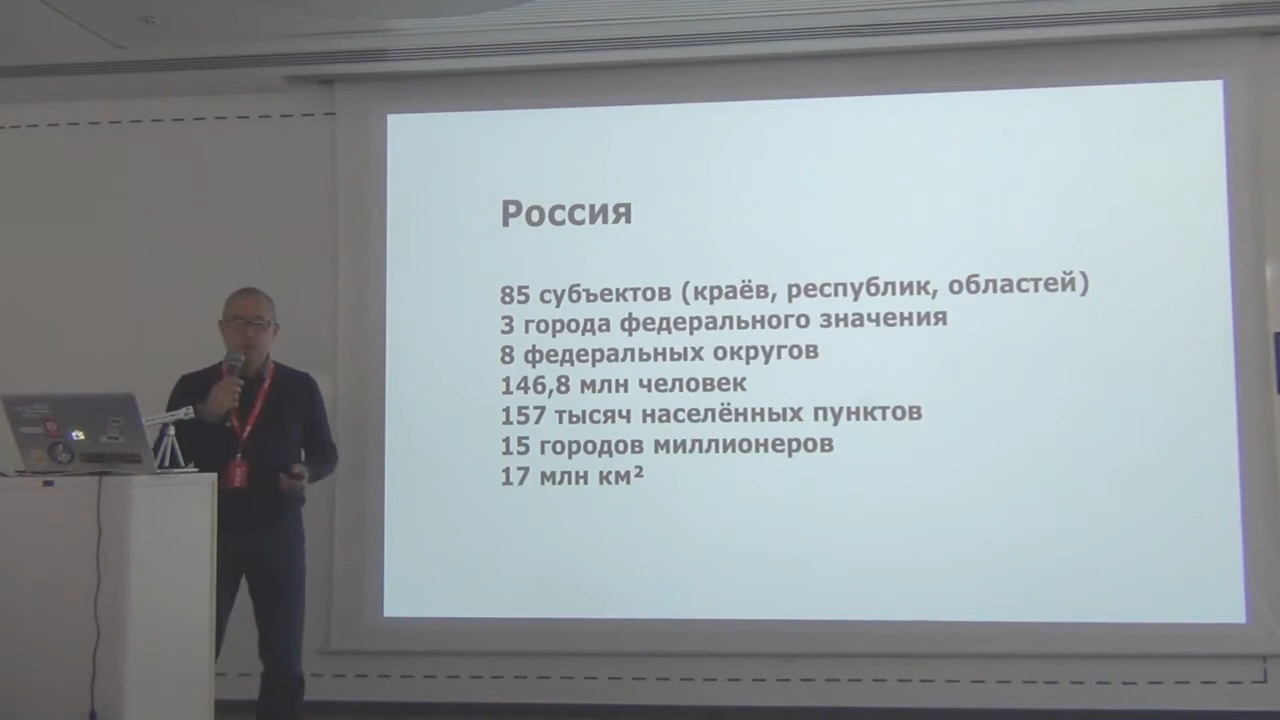 Россия
85 субъектов (краёв, республик, областей)
3 города федерального значения
8 федеральных округов
146,8 млн человек
157 тысяч населённых пунктов
15 городов миллионеров
17 млн км²